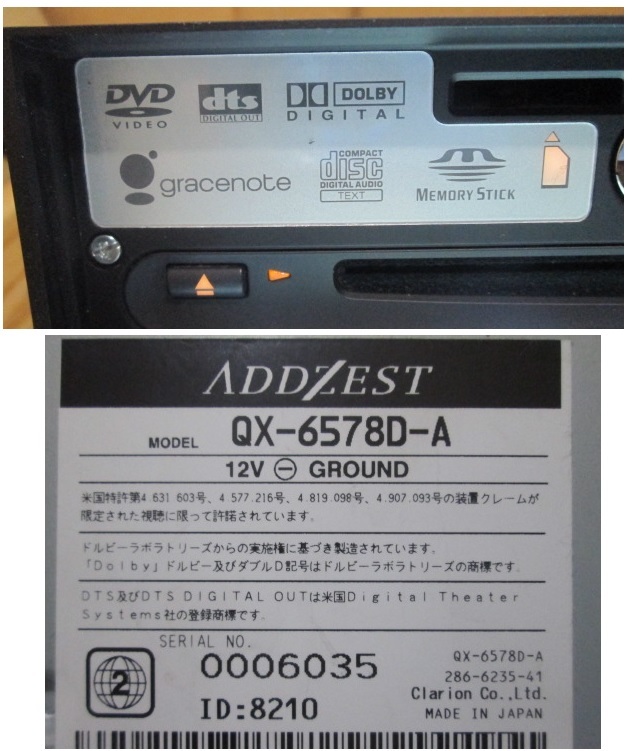 DVD
VIDEO
dts
DIGITAL OUT
DOLBY
DIGITAL
gracenote
COMPACT
disc
DIGITAL AUDIO
TEXT
MEMORY STICK
ADDZEST
MODEL QX-6578D-A
12V ⊖ GROUND
米国特許第4 631 603号、4 577.216号、4.819.098号、4.907.093号の装置クレームが
限定された視聴に限って許諾されています。
ドルビーラボラトリーズからの実施権に基づき製造されています。
「Dolby」ドルビー及びダブルD記号はドルビーラボラトリーズの商標です.
DTS及びDTS DIGITAL OUTは米国Digital Theater
Systems社の登録商標です.
SERIAL NO.
2
0006035
ID:8210
QX-6578D-A
286-6235-41
Clarion Co.,Ltd.
MADE IN JAPAN